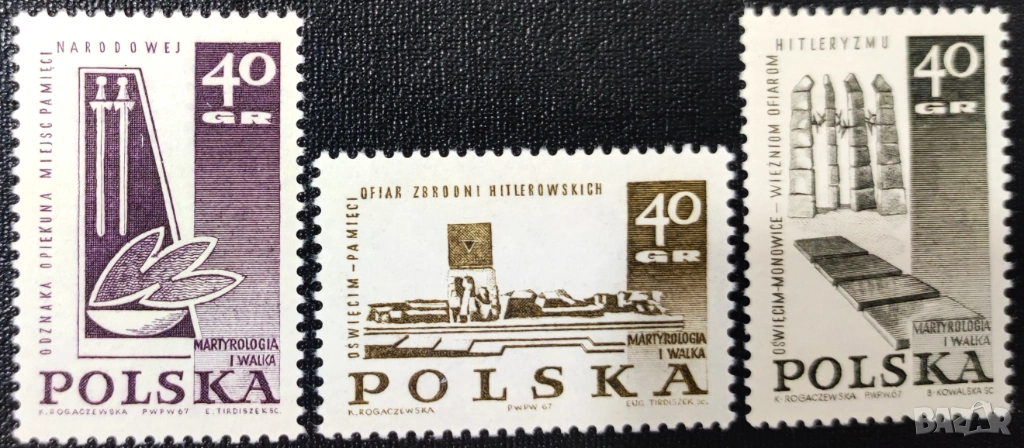 ODZNAKA OPIEKUNA MIEJSC PAMIĘCI
NARODOWEJ
40
GR
MARTYROLOGIA
I WALKA
POLSKA
K. ROGACZEWSKA PWPW 67 E. TIRDISZEK SC.
OŚWIĘCIM - PAMIĘCI
OFIAR ZBRODNI HITLEROWSKICH
40
GR
MARTYROLOGIA
I WALKA
POLSKA
K. ROGACZEWSKA PWPW 67 EUG. TIRDISZEK SC.
OŚWIĘCIM-MONOWICE - WIĘŹNIOM OFIAROM
HITLERYZMU
40
GR
MARTYROLOGIA
I WALKA
POLSKA
K. ROGACZEWSKA PWPW. 67 B. KOWALSKA SC.
bazar